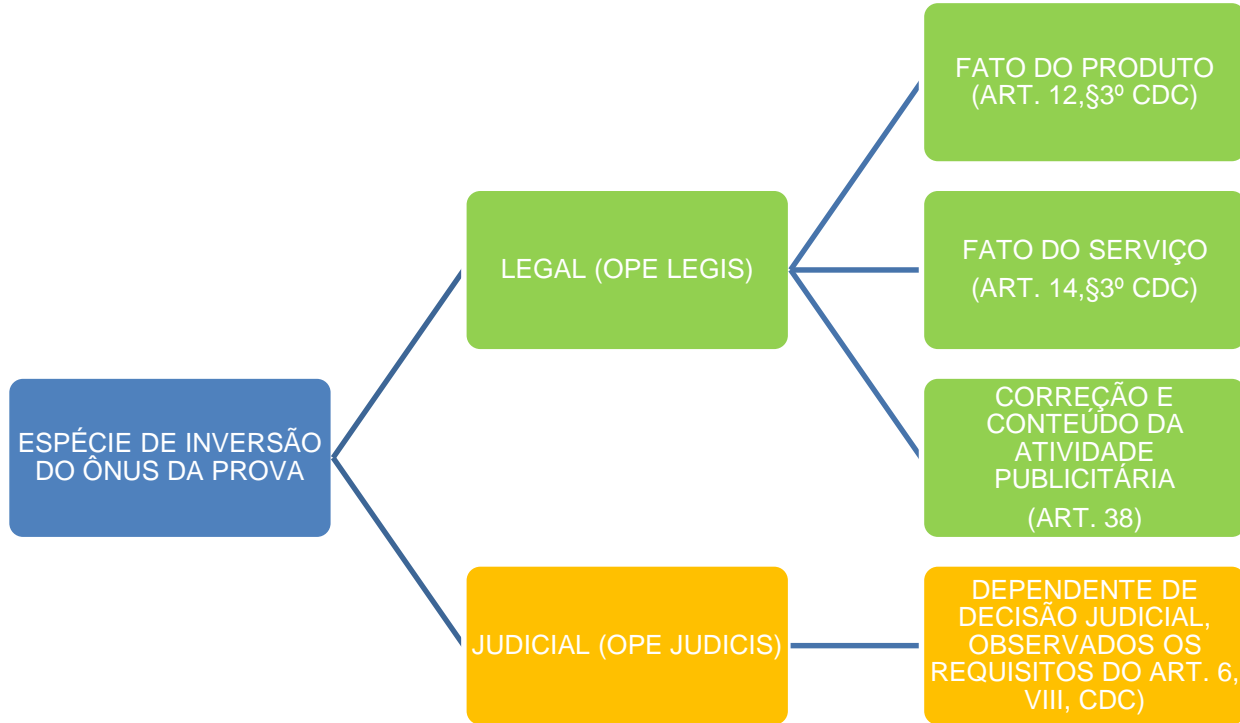 FATO DO PRODUTO
(ART. 12,§3º CDC)
LEGAL (OPE LEGIS)
FATO DO SERVIÇO
(ART. 14,§3º CDC)
ESPÉCIE DE INVERSÃO
DO ÔNUS DA PROVA
CORREÇÃO E
CONTEÚDO DA
ATIVIDADE
PUBLICITÁRIA
(ART. 38)
JUDICIAL (OPE JUDICIS)
DEPENDENTE DE
DECISÃO JUDICIAL,
OBSERVADOS OS
REQUISITOS DO ART. 6,
VIII, CDC)